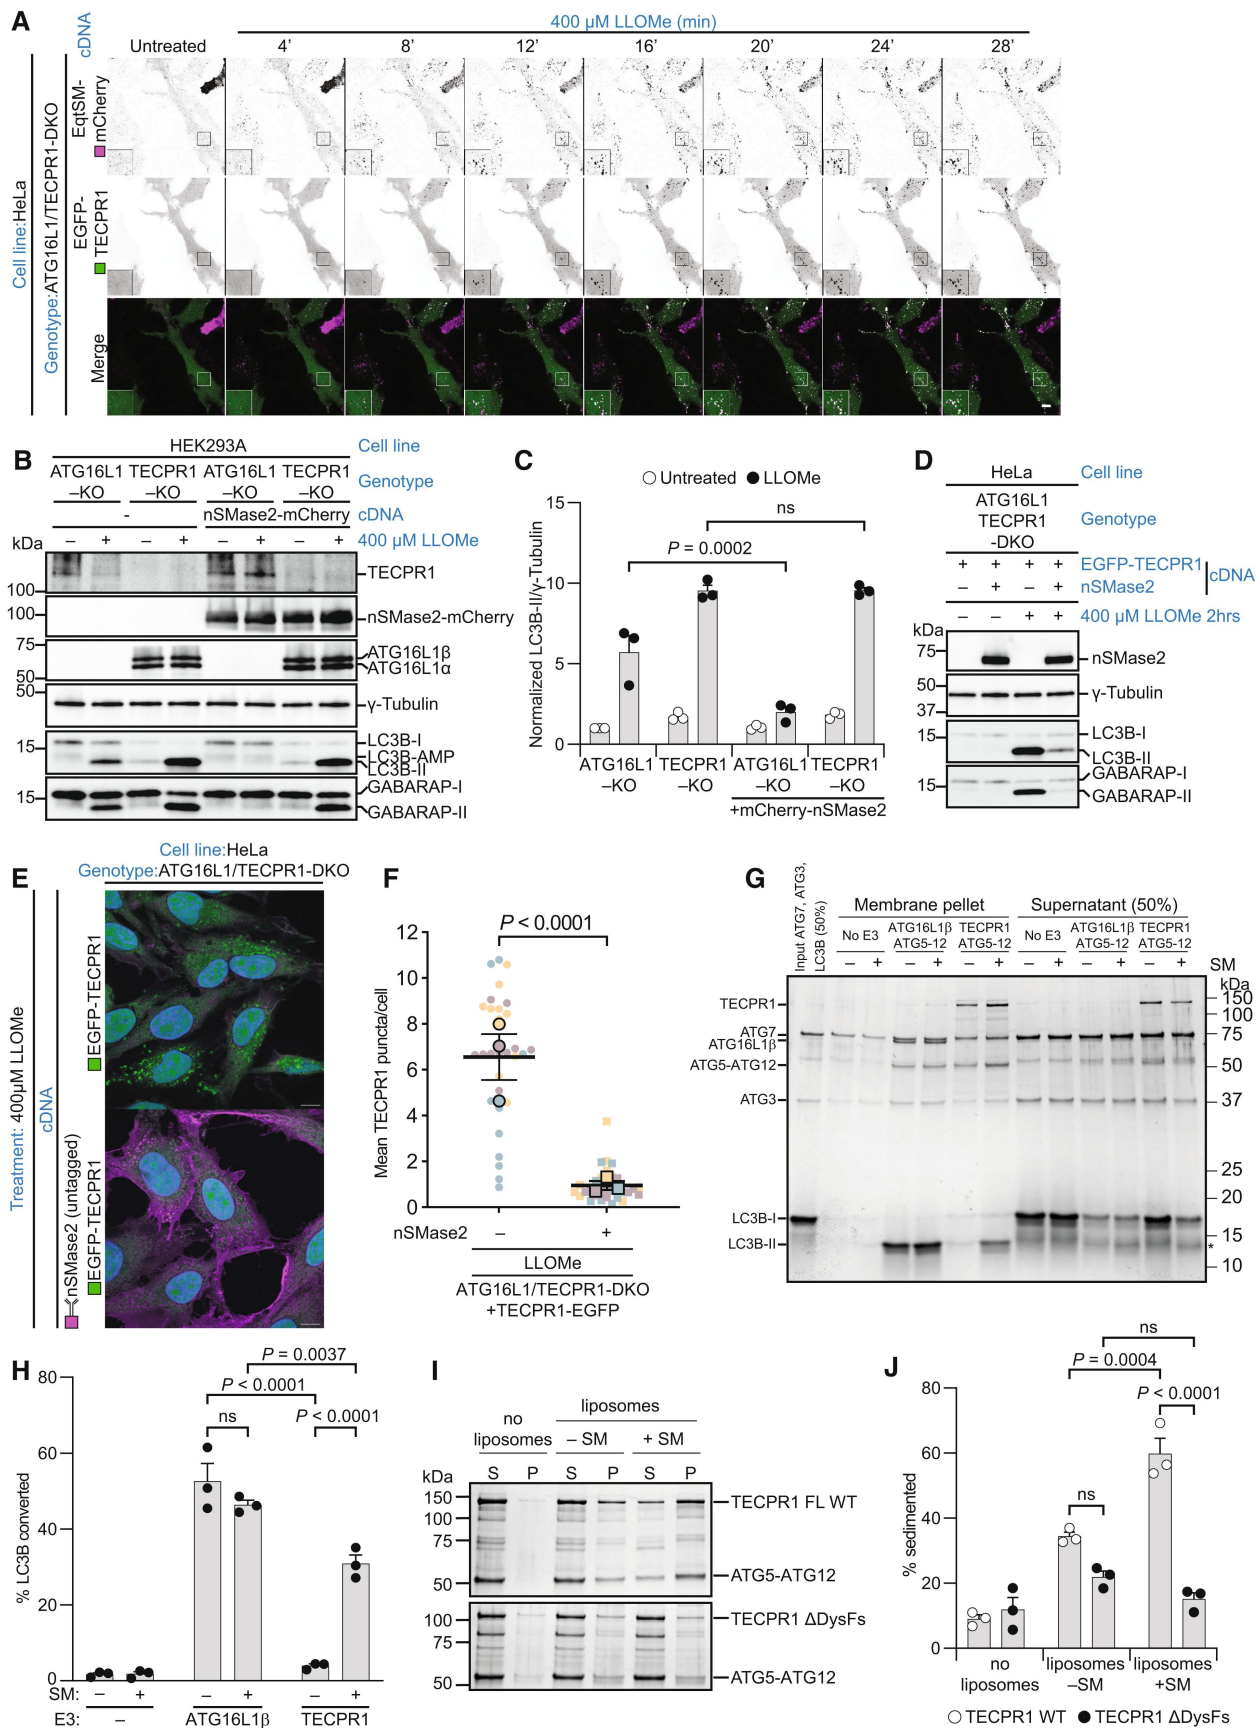 A
cDNA
400 µM LLOMe (min)
Untreated 4’ 8’ 12’ 16’ 20’ 24’ 28’
Cell line:HeLa
Genotype:ATG16L1/TECPR1-DKO
EqtSM-
mCherry
EGFP-
TECPR1
Merge
B
HEK293A Cell line
ATG16L1 TECPR1 ATG16L1 TECPR1
–KO –KO –KO –KO Genotype
- nSMase2-mCherry cDNA
kDa – + – + – + – + 400 µM LLOMe
100 TECPR1
100 nSMase2-mCherry
75 ATG16L1β
50 ATG16L1α
50 γ-Tubulin
15 LC3B-I
LC3B-AMP
LC3B-II
15 GABARAP-I
GABARAP-II
C
Untreated LLOMe
Normalized LC3B-II/γ-Tubulin
15
10
5
0
ns
P = 0.0002
ATG16L1 TECPR1 ATG16L1 TECPR1
–KO –KO –KO –KO
+mCherry-nSMase2
D
HeLa Cell line
ATG16L1
TECPR1
-DKO
Genotype
+ + + + EGFP-TECPR1
– + – + nSMase2
cDNA
– – + + 400 µM LLOMe 2hrs
kDa
75 nSMase2
50 γ-Tubulin
37
15 LC3B-I
LC3B-II
15 GABARAP-I
GABARAP-II
E
Cell line:HeLa
Genotype:ATG16L1/TECPR1-DKO
Treatment: 400µM LLOMe
cDNA
EGFP-TECPR1
nSMase2 (untagged)
EGFP-TECPR1
F
P < 0.0001
Mean TECPR1 puncta/cell
12
10
8
6
4
2
0
nSMase2 – +
LLOMe
ATG16L1/TECPR1-DKO
+TECPR1-EGFP
G
Input ATG7, ATG3,
LC3B (50%)
Membrane pellet Supernatant (50%)
No E3 ATG16L1β ATG5-12 TECPR1 ATG5-12 No E3 ATG16L1β ATG5-12 TECPR1 ATG5-12
– + – + – + – + – + – + SM
kDa
TECPR1
ATG7
ATG16L1β
ATG5-ATG12
ATG3
LC3B-I
LC3B-II
150
100
75
50
37
25
20
15
*
10
H
% LC3B converted
80
60
40
20
0
P = 0.0037
P < 0.0001
ns P < 0.0001
SM: – + – + – +
E3: – ATG16L1β TECPR1
I
no liposomes
liposomes
– SM + SM
kDa S P S P S P
150 TECPR1 FL WT
100
75
50 ATG5-ATG12
100 TECPR1 ΔDysFs
75
50 ATG5-ATG12
J
% sedimented
80
60
40
20
0
ns
P = 0.0004
P < 0.0001
ns
no liposomes
liposomes –SM
liposomes +SM
TECPR1 WT TECPR1 ΔDysFs